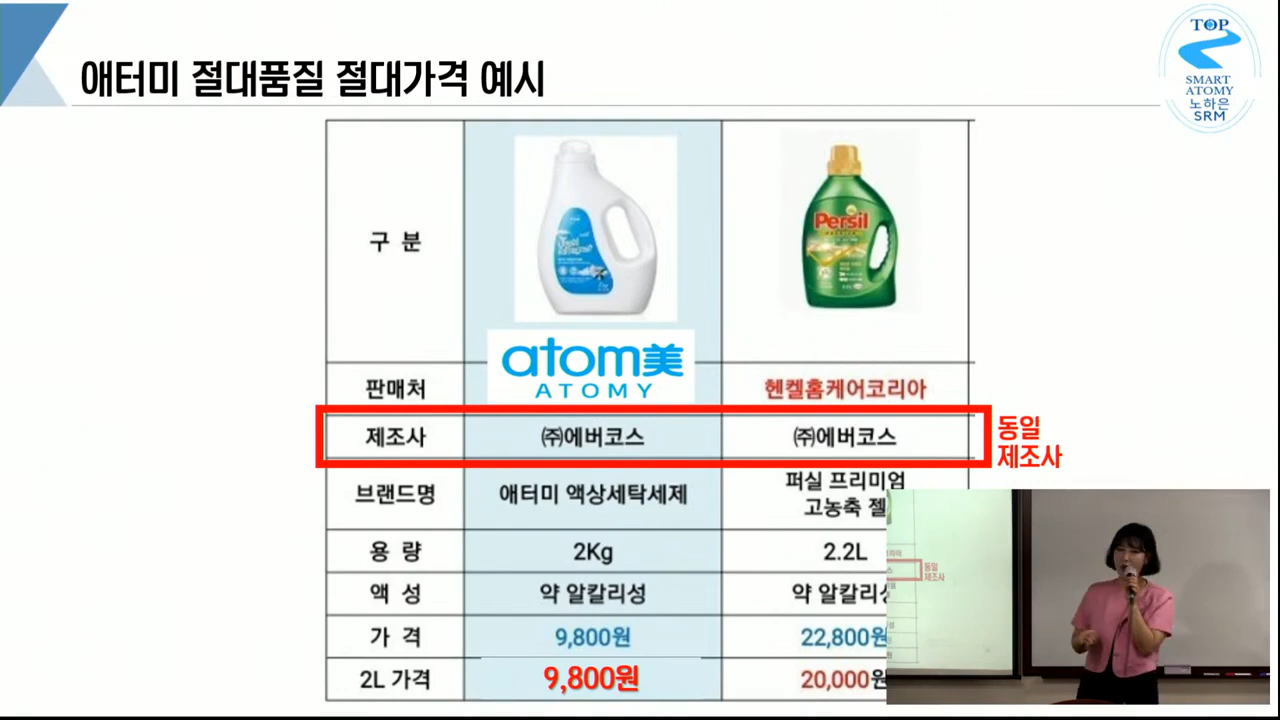 애터미 절대품질 절대가격 예시
TOP
SMART
ATOMY
노하은
SRM
구 분
Persil
판매처
atom美
ATOMY
헨켈홈케어코리아
제조사
㈜에버코스
㈜에버코스
동일
제조사
브랜드명
애터미 액상세탁세제
퍼실 프리미엄
고농축 젤
용 량
2Kg
2.2L
액 성
약 알칼리성
약 알칼리성
가 격
9,800원
22,800원
2L 가격
9,800원
20,000원
동일
제조사